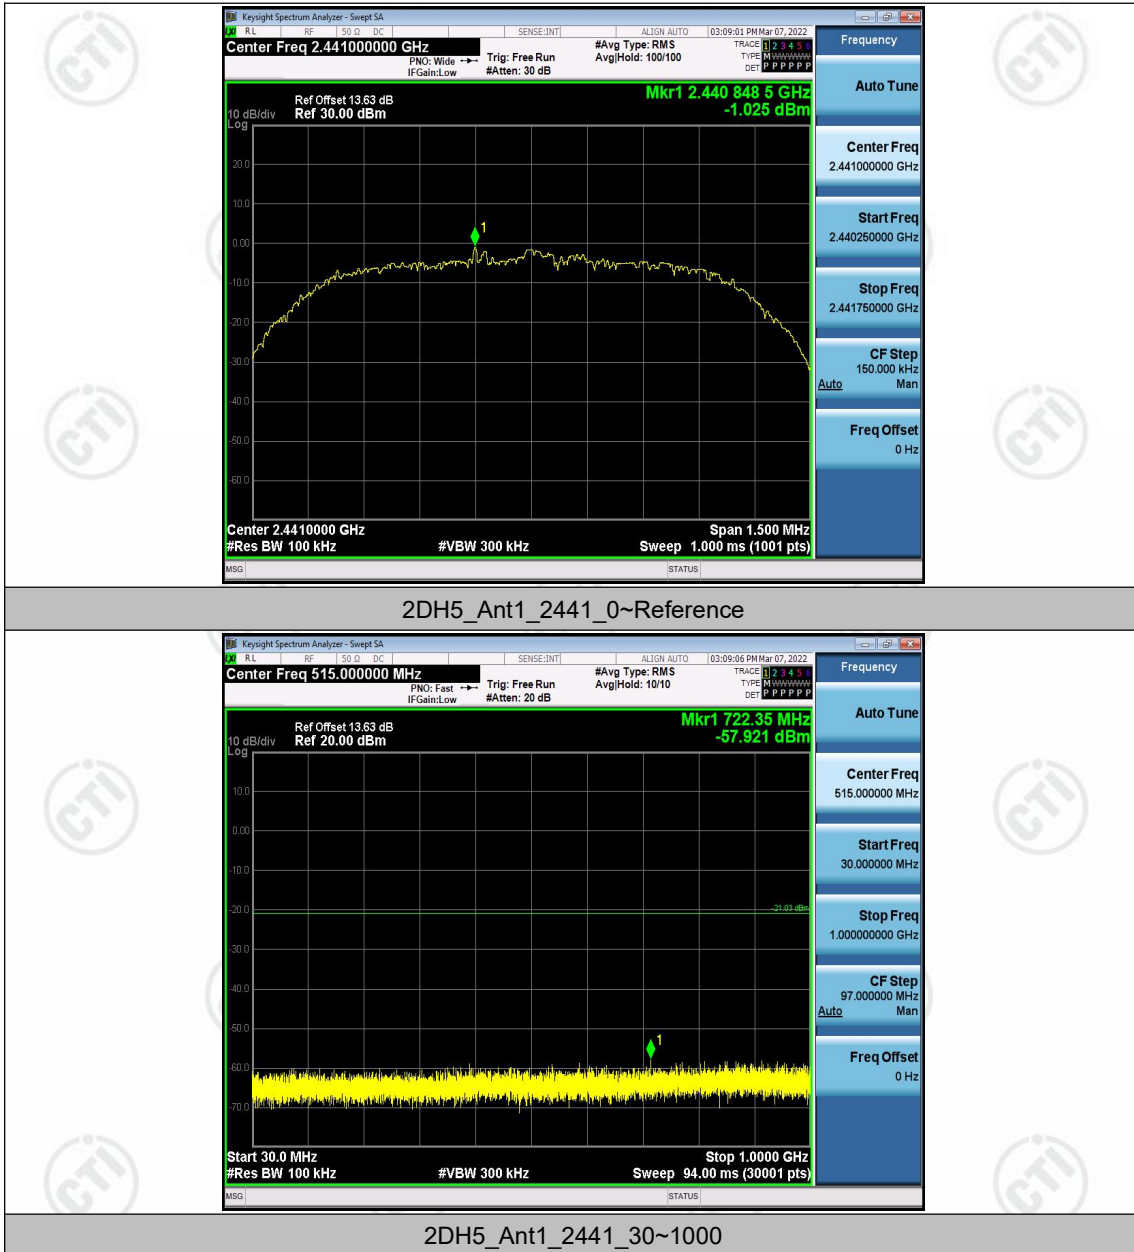 Keysight Spectrum Analyzer - Swept SA
LXI RL RF 50 Ω DC SENSE:INT ALIGN AUTO 03:09:01 PM Mar 07, 2022
Center Freq 2.441000000 GHz
PNO: Wide
IFGain:Low
Trig: Free Run
#Atten: 30 dB
#Avg Type: RMS
Avg|Hold: 100/100
TRACE 1 2 3 4 5 6
TYPE M WWWWW
DET P P P P P P
Frequency
Auto Tune
Mkr1 2.440 848 5 GHz
-1.025 dBm
Ref Offset 13.63 dB
10 dB/div Ref 30.00 dBm
Log
20.0
10.0
0.00
-10.0
-20.0
-30.0
-40.0
-50.0
-60.0
1
Center Freq
2.441000000 GHz
Start Freq
2.440250000 GHz
Stop Freq
2.441750000 GHz
CF Step
150.000 kHz
Auto Man
Freq Offset
0 Hz
Center 2.4410000 GHz Span 1.500 MHz
#Res BW 100 kHz #VBW 300 kHz Sweep 1.000 ms (1001 pts)
MSG STATUS
2DH5_Ant1_2441_0~Reference
Keysight Spectrum Analyzer - Swept SA
LXI RL RF 50 Ω DC SENSE:INT ALIGN AUTO 03:09:06 PM Mar 07, 2022
Center Freq 515.000000 MHz
PNO: Fast
IFGain:Low
Trig: Free Run
#Atten: 20 dB
#Avg Type: RMS
Avg|Hold: 10/10
TRACE 1 2 3 4 5 6
TYPE M WWWWW
DET P P P P P P
Frequency
Auto Tune
Mkr1 722.35 MHz
-57.921 dBm
Ref Offset 13.63 dB
10 dB/div Ref 20.00 dBm
Log
10.0
0.00
-10.0
-20.0
-30.0
-40.0
-50.0
-60.0
-70.0
-21.03 dBm
1
Center Freq
515.000000 MHz
Start Freq
30.000000 MHz
Stop Freq
1.000000000 GHz
CF Step
97.000000 MHz
Auto Man
Freq Offset
0 Hz
Start 30.0 MHz Stop 1.0000 GHz
#Res BW 100 kHz #VBW 300 kHz Sweep 94.00 ms (30001 pts)
MSG STATUS
2DH5_Ant1_2441_30~1000
CTI
CTI
CTI
CTI
CTI
CTI
CTI
CTI